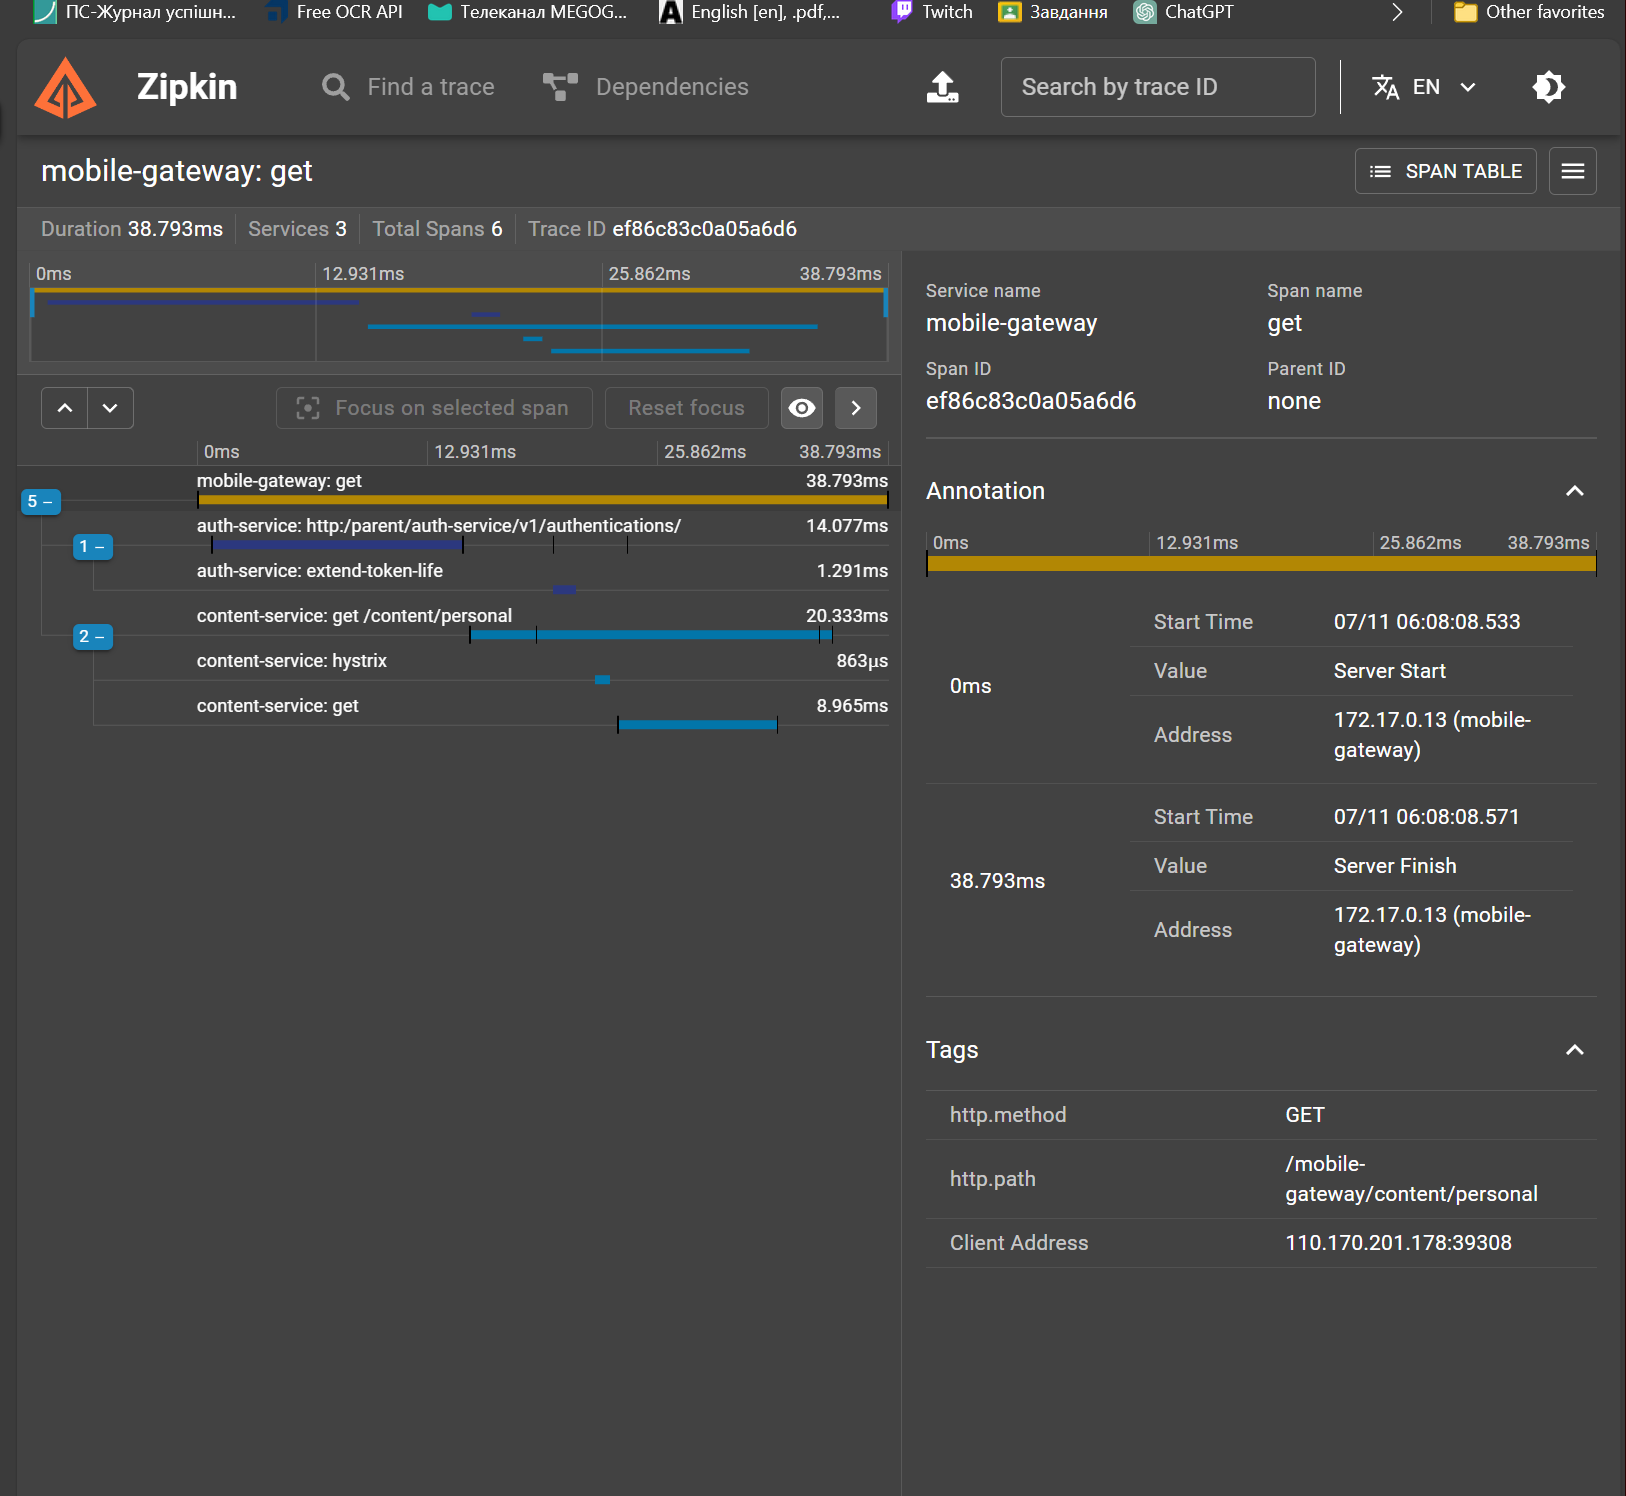 ПС-Журнал успішн...
Free OCR API
Телеканал MEGOG...
English [en], .pdf,...
Twitch
Завдання
ChatGPT
Other favorites
Zipkin
Find a trace
Dependencies
Search by trace ID
EN
mobile-gateway: get
SPAN TABLE
Duration 38.793ms
Services 3
Total Spans 6
Trace ID ef86c83c0a05a6d6
0ms 12.931ms 25.862ms 38.793ms
Focus on selected span
Reset focus
0ms 12.931ms 25.862ms 38.793ms
5 –
mobile-gateway: get 38.793ms
1 –
auth-service: http:/parent/auth-service/v1/authentications/ 14.077ms
auth-service: extend-token-life 1.291ms
2 –
content-service: get /content/personal 20.333ms
content-service: hystrix 863μs
content-service: get 8.965ms
Service name
mobile-gateway
Span name
get
Span ID
ef86c83c0a05a6d6
Parent ID
none
Annotation
0ms 12.931ms 25.862ms 38.793ms
0ms
Start Time 07/11 06:08:08.533
Value Server Start
Address 172.17.0.13 (mobile-
gateway)
38.793ms
Start Time 07/11 06:08:08.571
Value Server Finish
Address 172.17.0.13 (mobile-
gateway)
Tags
http.method GET
http.path /mobile-
gateway/content/personal
Client Address 110.170.201.178:39308